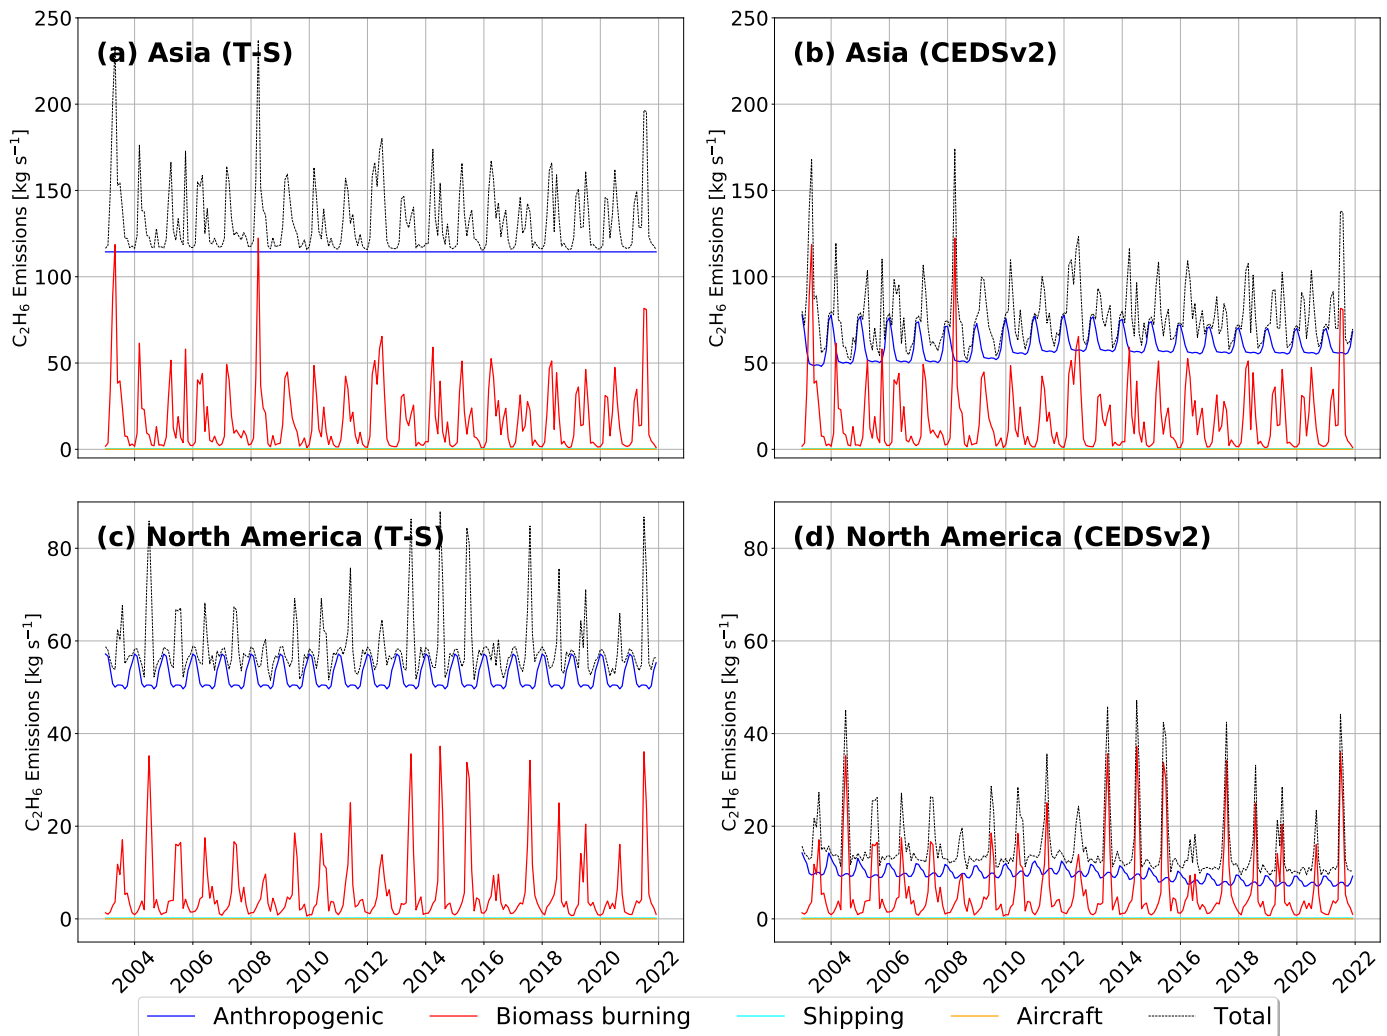 (a) Asia (T-S)
(b) Asia (CEDSv2)
C₂H₆ Emissions [kg s⁻¹]
250
200
150
100
50
0
C₂H₆ Emissions [kg s⁻¹]
250
200
150
100
50
0
(c) North America (T-S)
(d) North America (CEDSv2)
C₂H₆ Emissions [kg s⁻¹]
80
60
40
20
0
C₂H₆ Emissions [kg s⁻¹]
80
60
40
20
0
2004 2006 2008 2010 2012 2014 2016 2018 2020 2022
2004 2006 2008 2010 2012 2014 2016 2018 2020 2022
Anthropogenic Biomass burning Shipping Aircraft Total